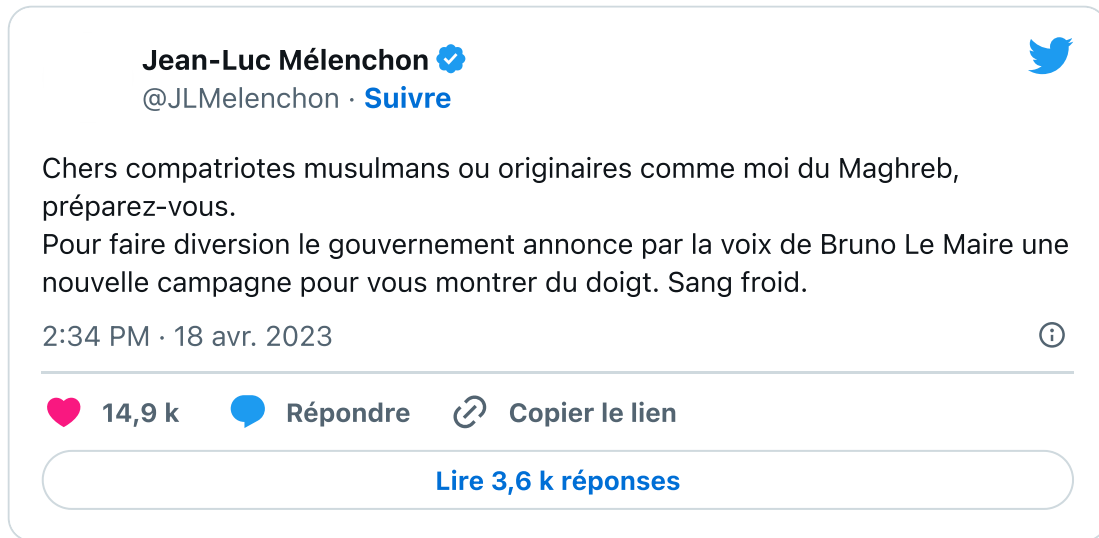 Jean-Luc Mélenchon
@JLMelenchon · Suivre
Chers compatriotes musulmans ou originaires comme moi du Maghreb,
préparez-vous.
Pour faire diversion le gouvernement annonce par la voix de Bruno Le Maire une
nouvelle campagne pour vous montrer du doigt. Sang froid.
2:34 PM · 18 avr. 2023
14,9 k Répondre Copier le lien
Lire 3,6 k réponses